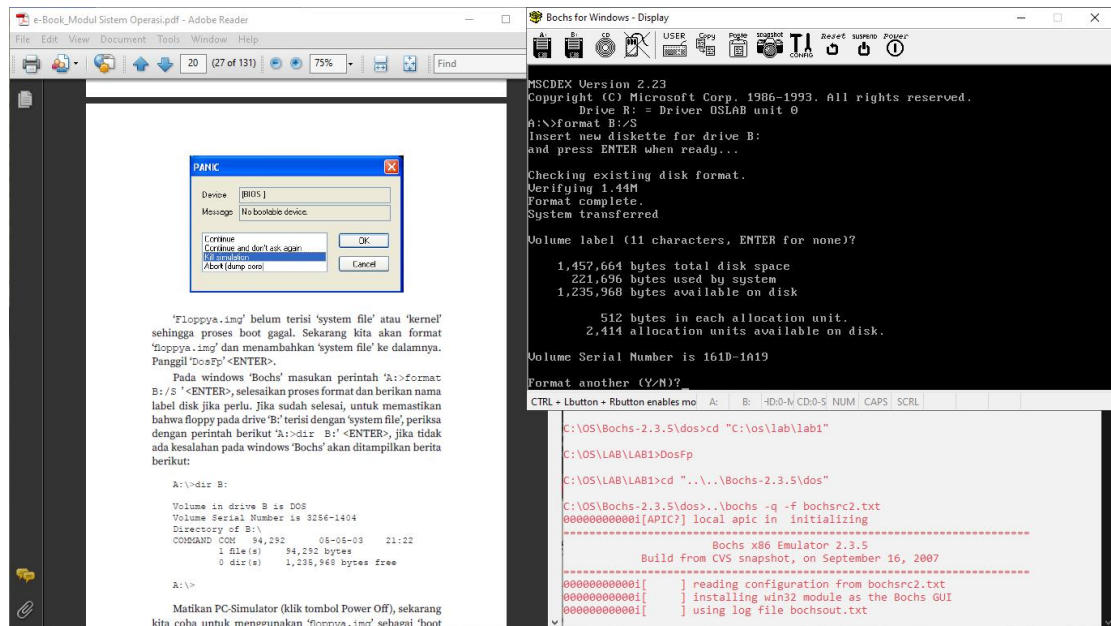 e-Book_Modul Sistem Operasi.pdf - Adobe Reader
File Edit View Document Tools Window Help
20 (27 of 131) 75% Find
PANIC
Device [BIOS ]
Message No bootable device.
Continue
Continue and don't ask again
Kill simulation
Abort (dump core)
OK
Cancel
'Floppya.img' belum terisi 'system file' atau 'kernel'
sehingga proses boot gagal. Sekarang kita akan format
'floppya.img' dan menambahkan 'system file' ke dalamnya.
Panggil 'DosFp' <ENTER>.
Pada windows 'Bochs' masukan perintah 'A:>format
B:/S '<ENTER>, selesaikan proses format dan berikan nama
label disk jika perlu. Jika sudah selesai, untuk memastikan
bahwa floppy pada drive 'B:' terisi dengan 'system file', periksa
dengan perintah berikut 'A:>dir B:' <ENTER>, jika tidak
ada kesalahan pada windows 'Bochs' akan ditampilkan berita
berikut:
A:\>dir B:
Volume in drive B is DOS
Volume Serial Number is 3256-1404
Directory of B:\
COMMAND COM 94,292 05-05-03 21:22
1 file(s) 94,292 bytes
0 dir(s) 1,235,968 bytes free
A:\>
Matikan PC-Simulator (klik tombol Power Off), sekarang
kita coba untuk menggunakan 'floppya.img' sebagai 'boot
Bochs for Windows - Display
A: B: CD USER Copy Paste snapshot CONFIG Reset SUSPEND Power
MSCDEX Version 2.23
Copyright (C) Microsoft Corp. 1986-1993. All rights reserved.
Drive R: = Driver OSLAB unit 0
A:\>format B:/S
Insert new diskette for drive B:
and press ENTER when ready...
Checking existing disk format.
Verifying 1.44M
Format complete.
System transferred
Volume label (11 characters, ENTER for none)?
1,457,664 bytes total disk space
221,696 bytes used by system
1,235,968 bytes available on disk
512 bytes in each allocation unit.
2,414 allocation units available on disk.
Volume Serial Number is 161D-1A19
Format another (Y/N)?_
CTRL + Lbutton + Rbutton enables mo A: B: HD:0-M CD:0-S NUM CAPS SCRL
C:\OS\Bochs-2.3.5\dos>cd "C:\os\lab\lab1"
C:\OS\LAB\LAB1>DosFp
C:\OS\LAB\LAB1>cd "..\..\Bochs-2.3.5\dos"
C:\OS\Bochs-2.3.5\dos>..\bochs -q -f bochsrc2.txt
00000000000i[APIC?] local apic in initializing
========================================================================
Bochs x86 Emulator 2.3.5
Build from CVS snapshot, on September 16, 2007
========================================================================
00000000000i[ ] reading configuration from bochsrc2.txt
00000000000i[ ] installing win32 module as the Bochs GUI
00000000000i[ ] using log file bochsout.txt